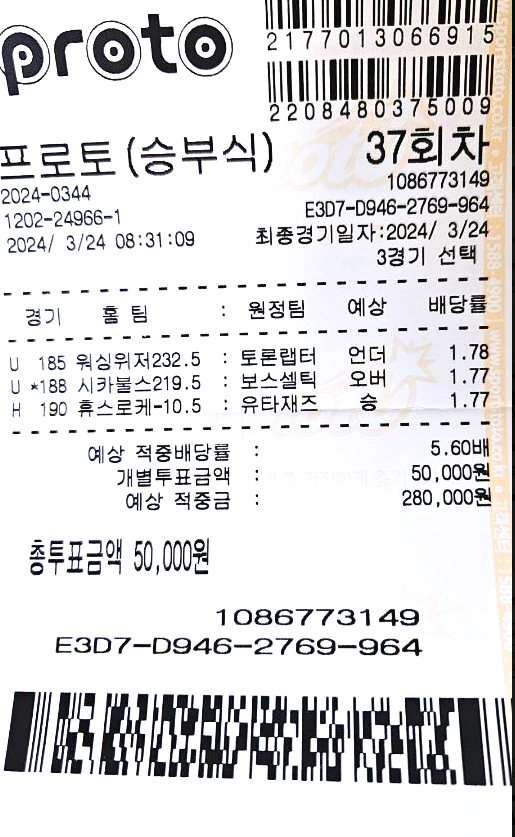 proto
2177013066915
2208480375009
프로토(승부식) 37회차
2024-0344 1086773149
1202-24966-1 E3D7-D946-2769-964
2024/ 3/24 08:31:09 최종경기일자:2024/ 3/24
3경기 선택
경기 홈 팀 : 원정팀 예상 배당률
U 185 워싱위저232.5 : 토론랩터 언더 1.78
U *188 시카불스219.5 : 보스셀틱 오버 1.77
H 190 휴스로케-10.5 : 유타재즈 승 1.77
예상 적중배당률 : 5.60배
개별투표금액 : 50,000원
예상 적중금 : 280,000원
총투표금액 50,000원
1086773149
E3D7-D946-2769-964